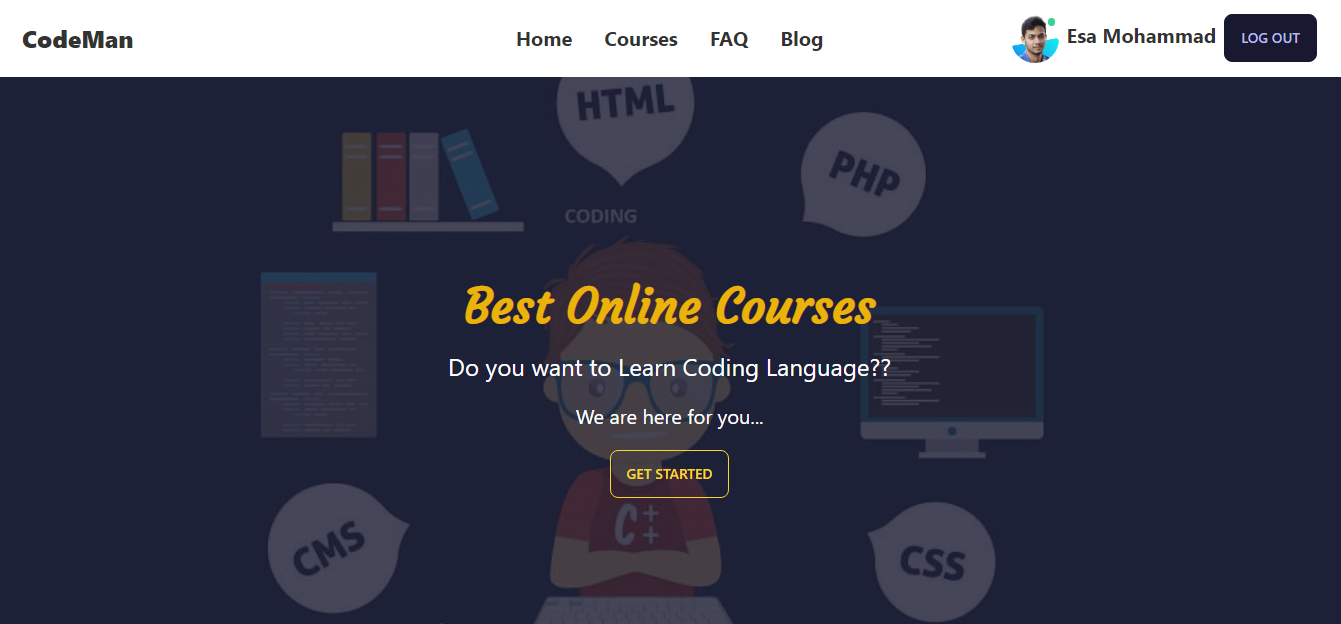 CodeMan
Home Courses FAQ Blog
Esa Mohammad
LOG OUT
HTML
PHP
CODING
Best Online Courses
Do you want to Learn Coding Language??
We are here for you...
GET STARTED
C++
CMS
CSS